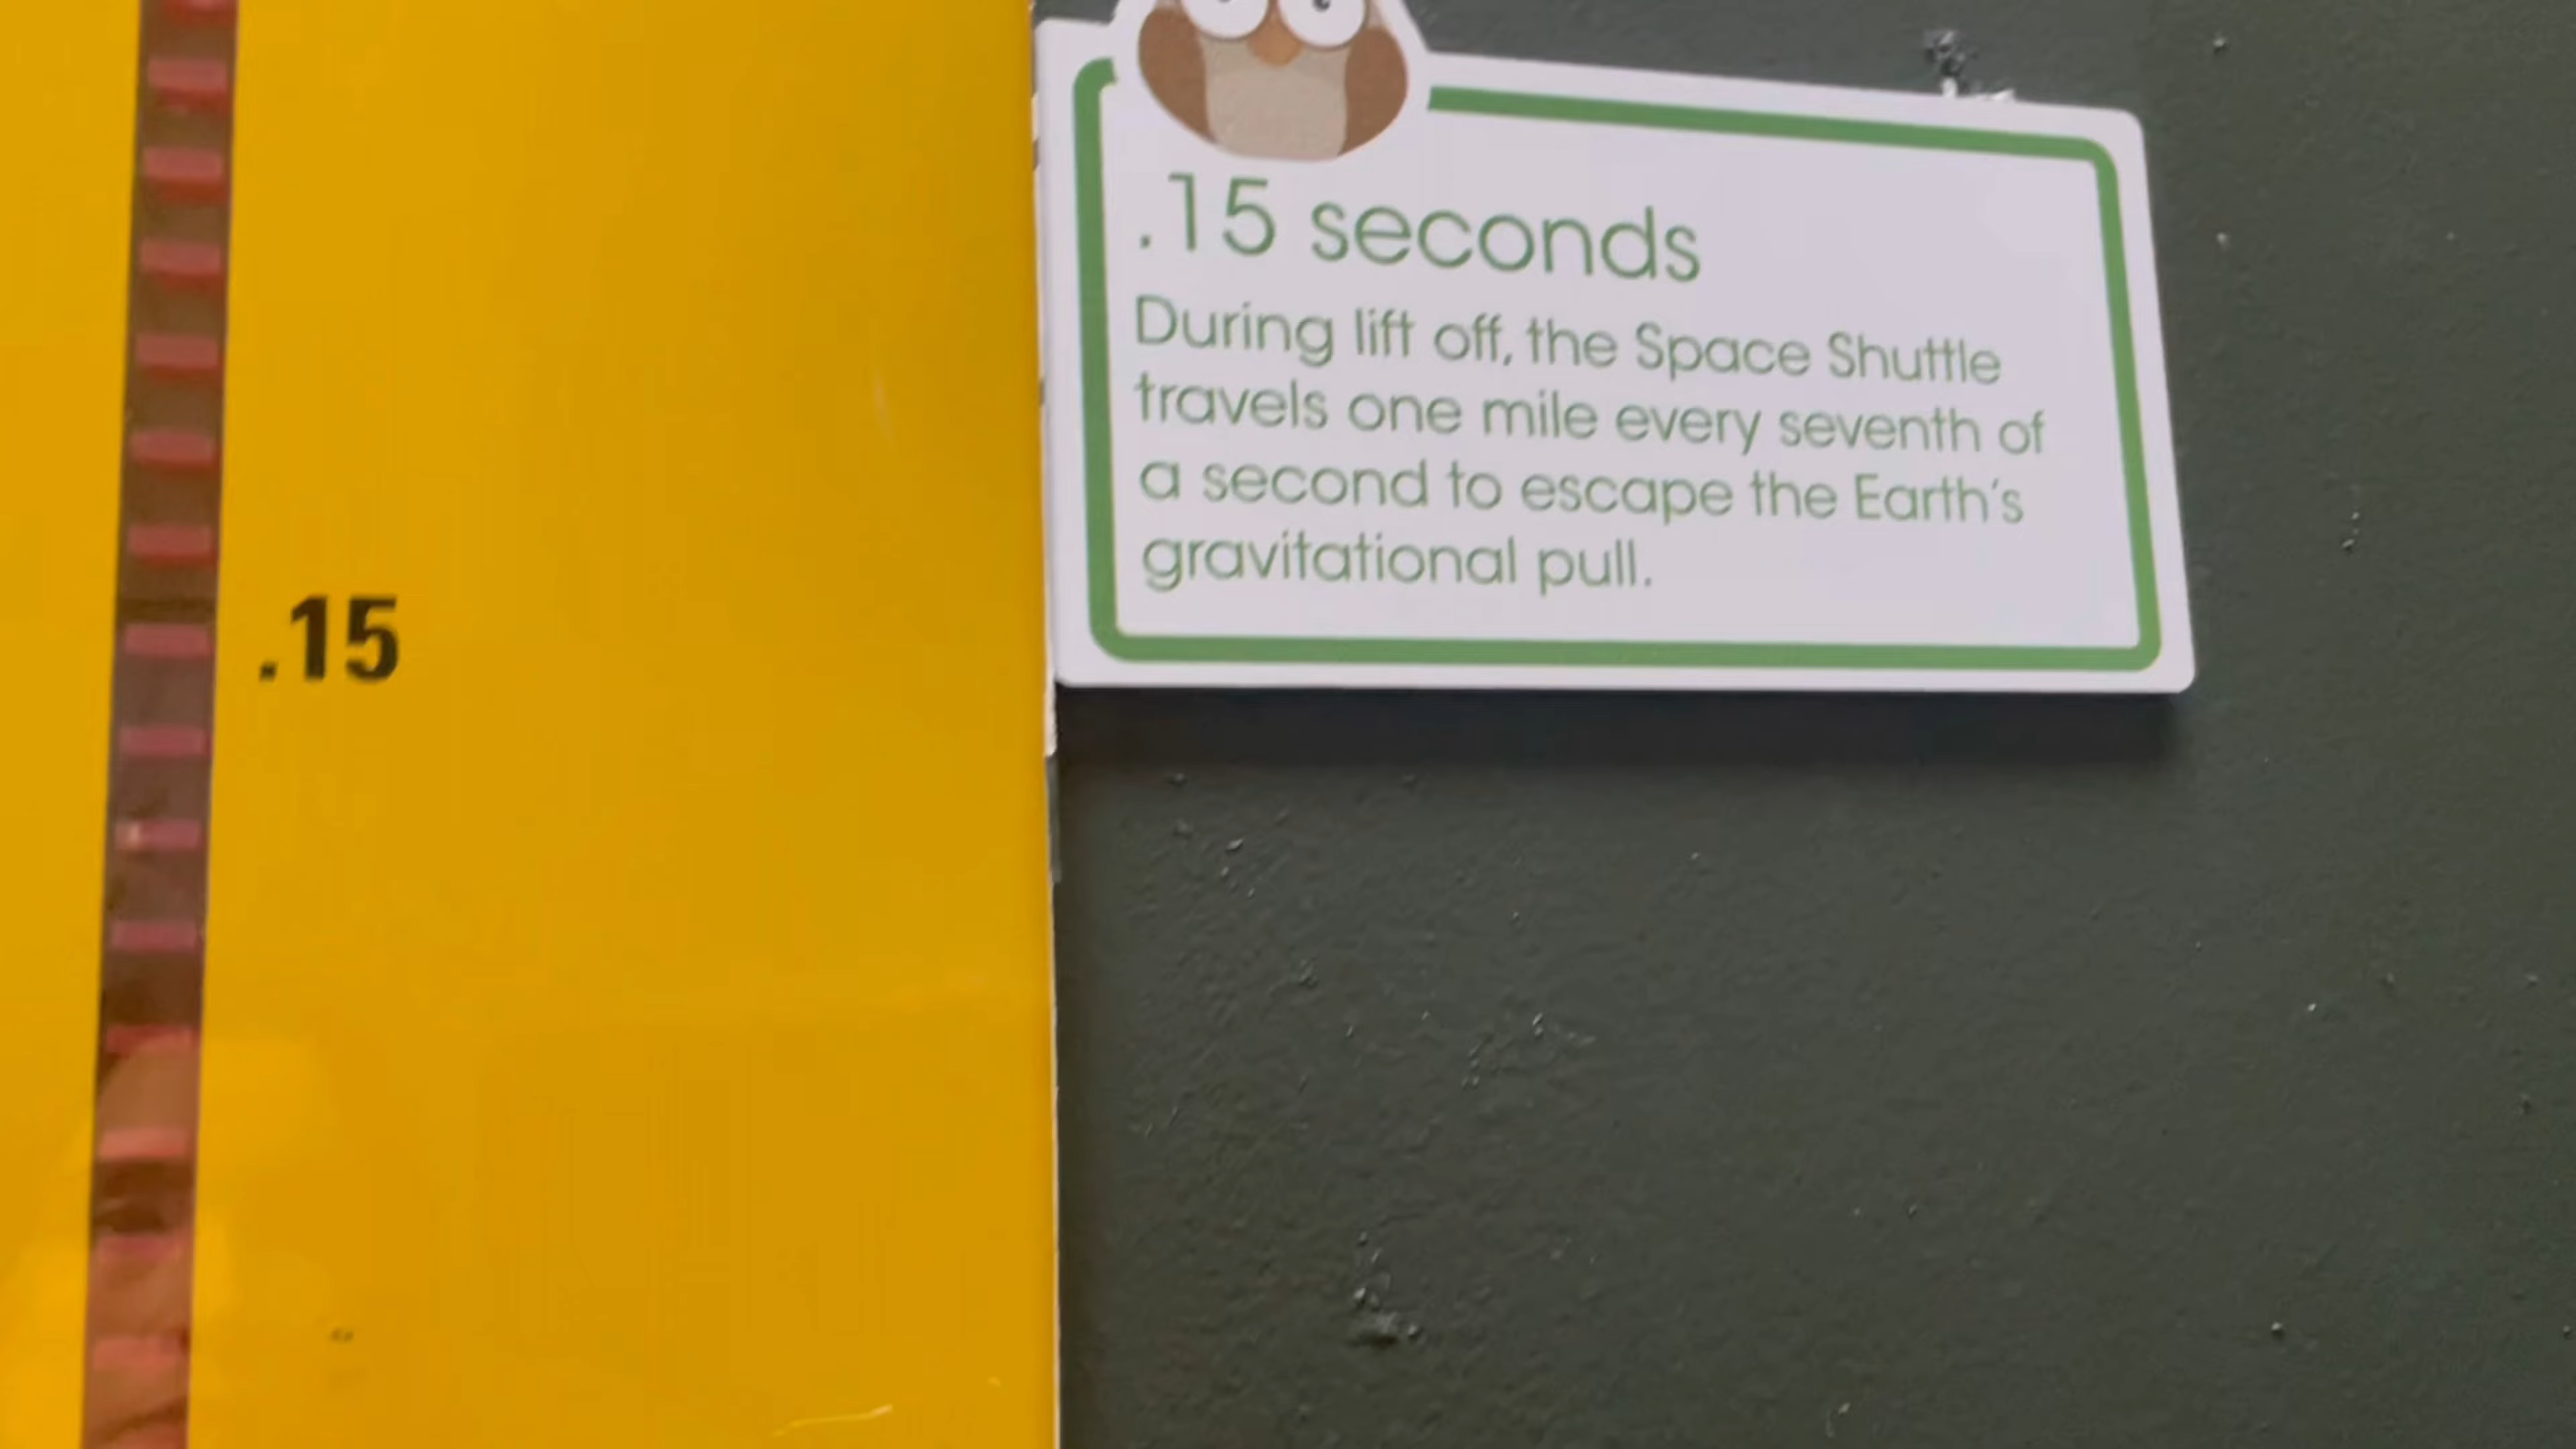 .15 seconds
During lift off, the Space Shuttle
travels one mile every seventh of
a second to escape the Earth's
gravitational pull.
.15